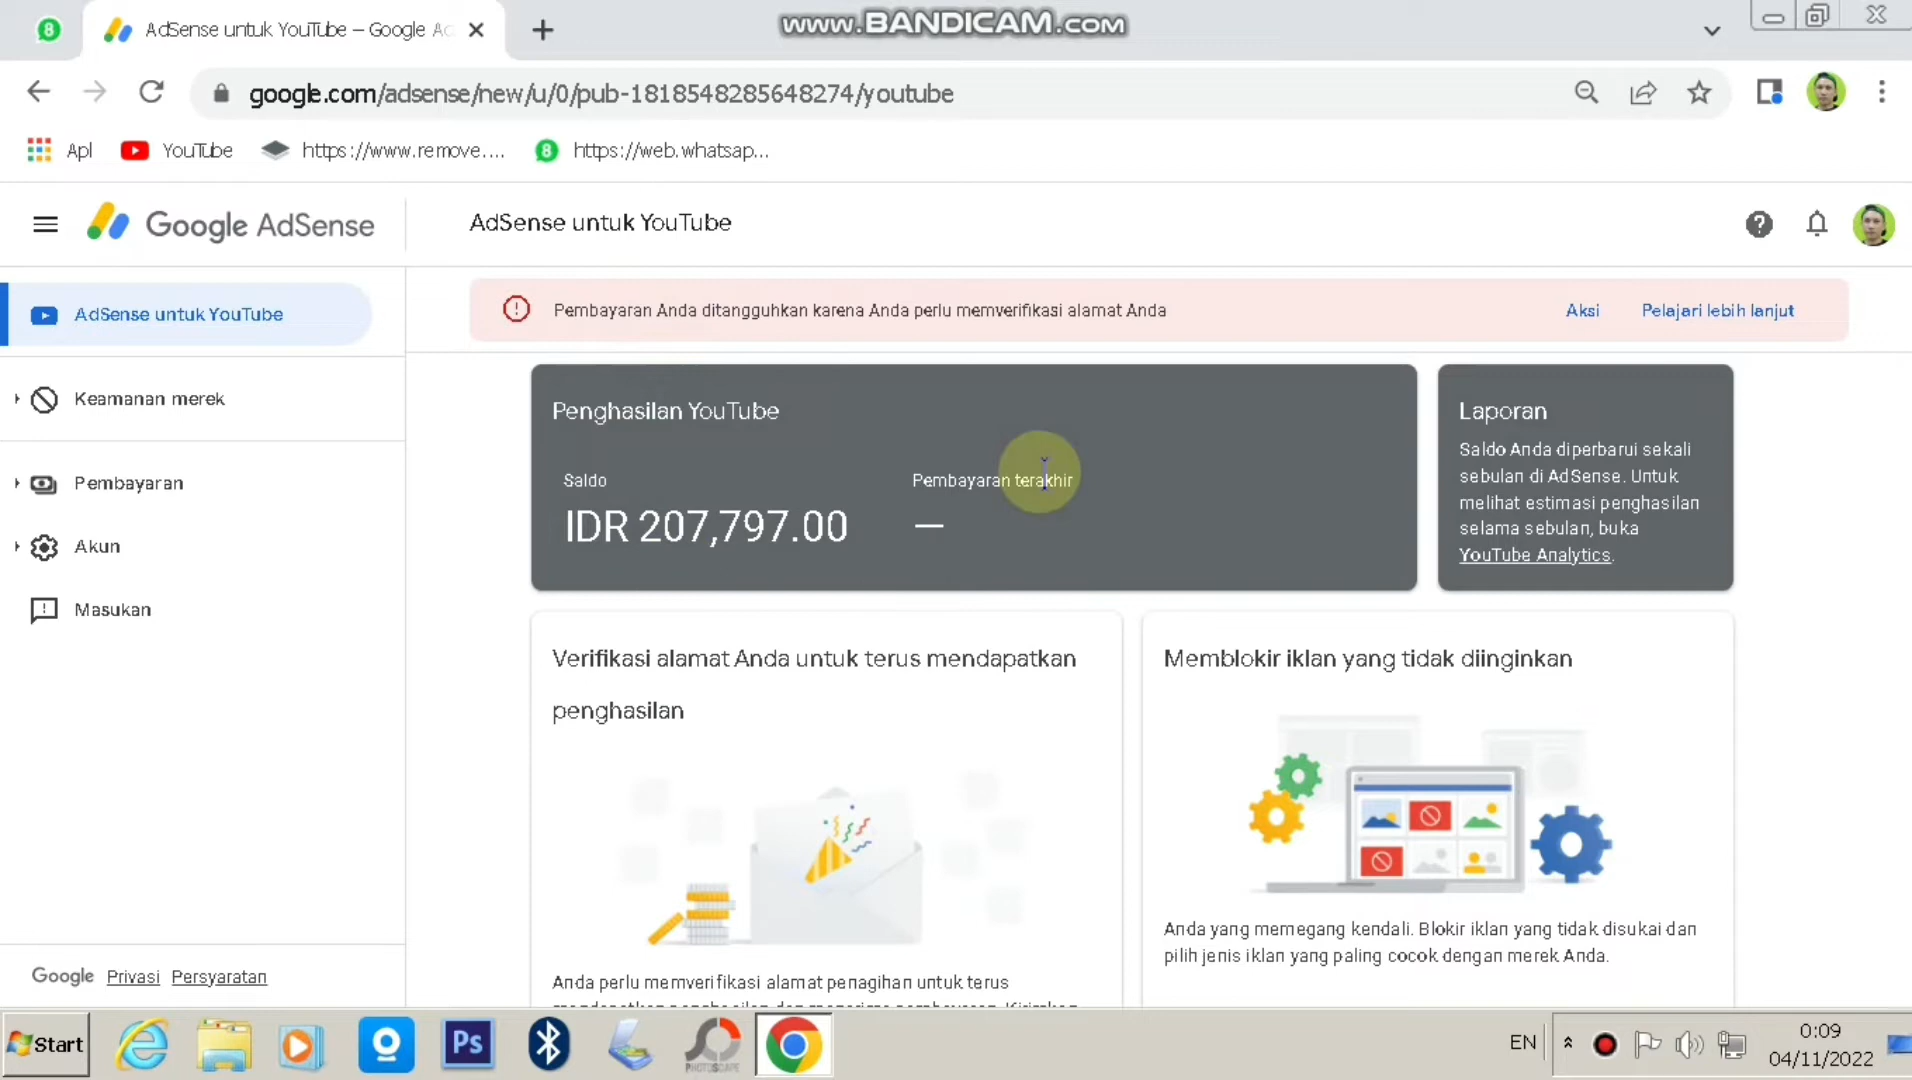 www.BANDICAM.com
AdSense untuk YouTube – Google Ac
google.com/adsense/new/u/0/pub-1818548285648274/youtube
Apl
YouTube
https://www.remove....
https://web.whatsap...
Google AdSense
AdSense untuk YouTube
AdSense untuk YouTube
Keamanan merek
Pembayaran
Akun
Masukan
Google Privasi Persyaratan
Pembayaran Anda ditangguhkan karena Anda perlu memverifikasi alamat Anda
Aksi
Pelajari lebih lanjut
Penghasilan YouTube
Saldo
IDR 207,797.00
Pembayaran terakhir
—
Laporan
Saldo Anda diperbarui sekali
sebulan di AdSense. Untuk
melihat estimasi penghasilan
selama sebulan, buka
YouTube Analytics.
Verifikasi alamat Anda untuk terus mendapatkan
penghasilan
Anda perlu memverifikasi alamat penagihan untuk terus
Memblokir iklan yang tidak diinginkan
Anda yang memegang kendali. Blokir iklan yang tidak disukai dan
pilih jenis iklan yang paling cocok dengan merek Anda.
Start
Ps
PHOTOSCAPE
EN
0:09
04/11/2022